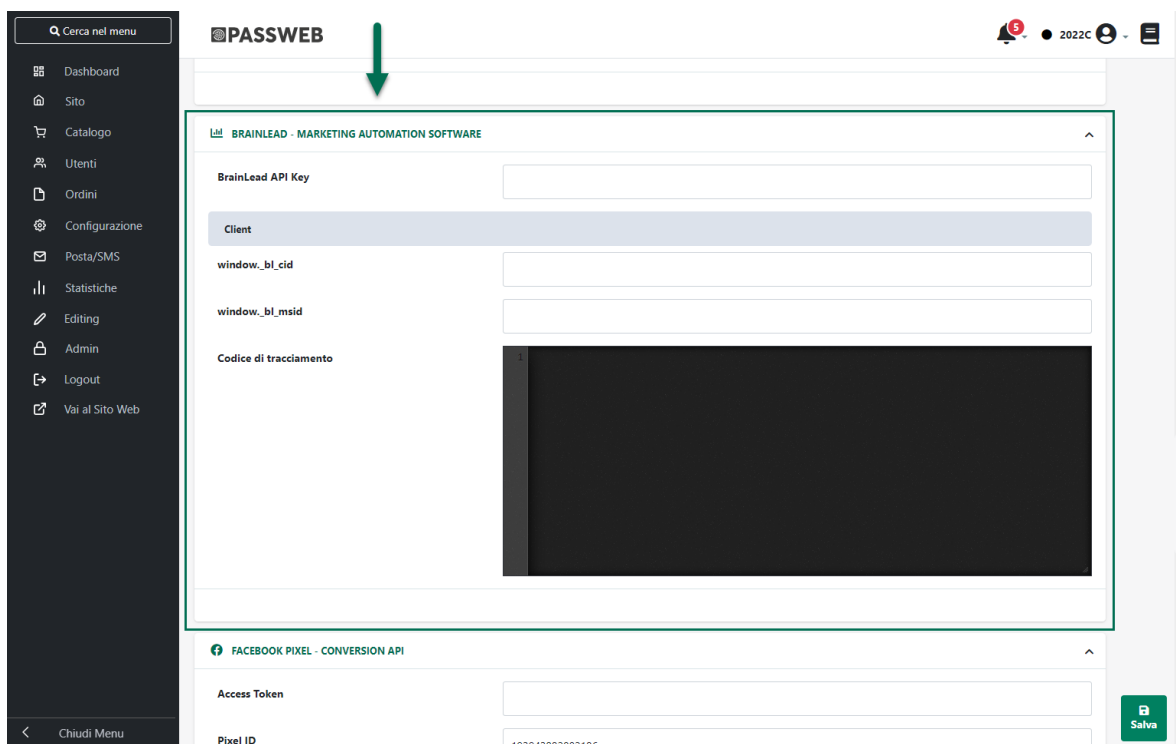 Cerca nel menu
PASSWEB
5
2022C
Dashboard
Sito
Catalogo
Utenti
Ordini
Configurazione
Posta/SMS
Statistiche
Editing
Admin
Logout
Vai al Sito Web
Chiudi Menu
BRAINLEAD - MARKETING AUTOMATION SOFTWARE
BrainLead API Key
Client
window._bl_cid
window._bl_msid
Codice di tracciamento
1
FACEBOOK PIXEL - CONVERSION API
Access Token
Pixel ID
Salva